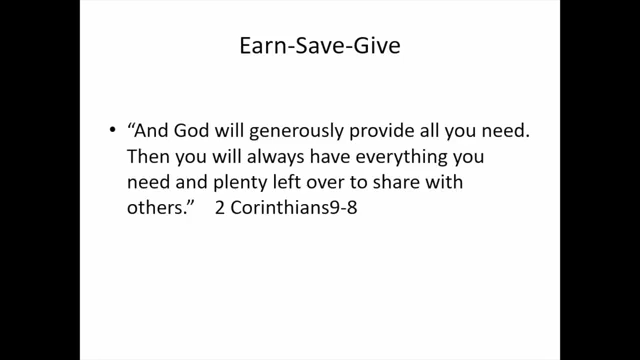 Earn-Save-Give
• “And God will generously provide all you need.
Then you will always have everything you
need and plenty left over to share with
others.”    2 Corinthians9-8